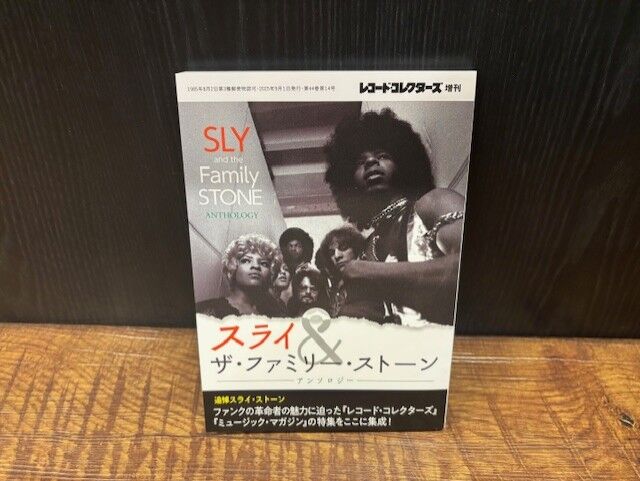 1985年8月2日第3種郵便物認可・2025年9月1日発行・第44巻第14号
レコード・コレクターズ 増刊
SLY
and the
Family
STONE
ANTHOLOGY
スライ
&
ザ・ファミリー・ストーン
アンソロジー
追悼スライ・ストーン
ファンクの革命者の魅力に迫った『レコード・コレクターズ』
『ミュージック・マガジン』の特集をここに集成!